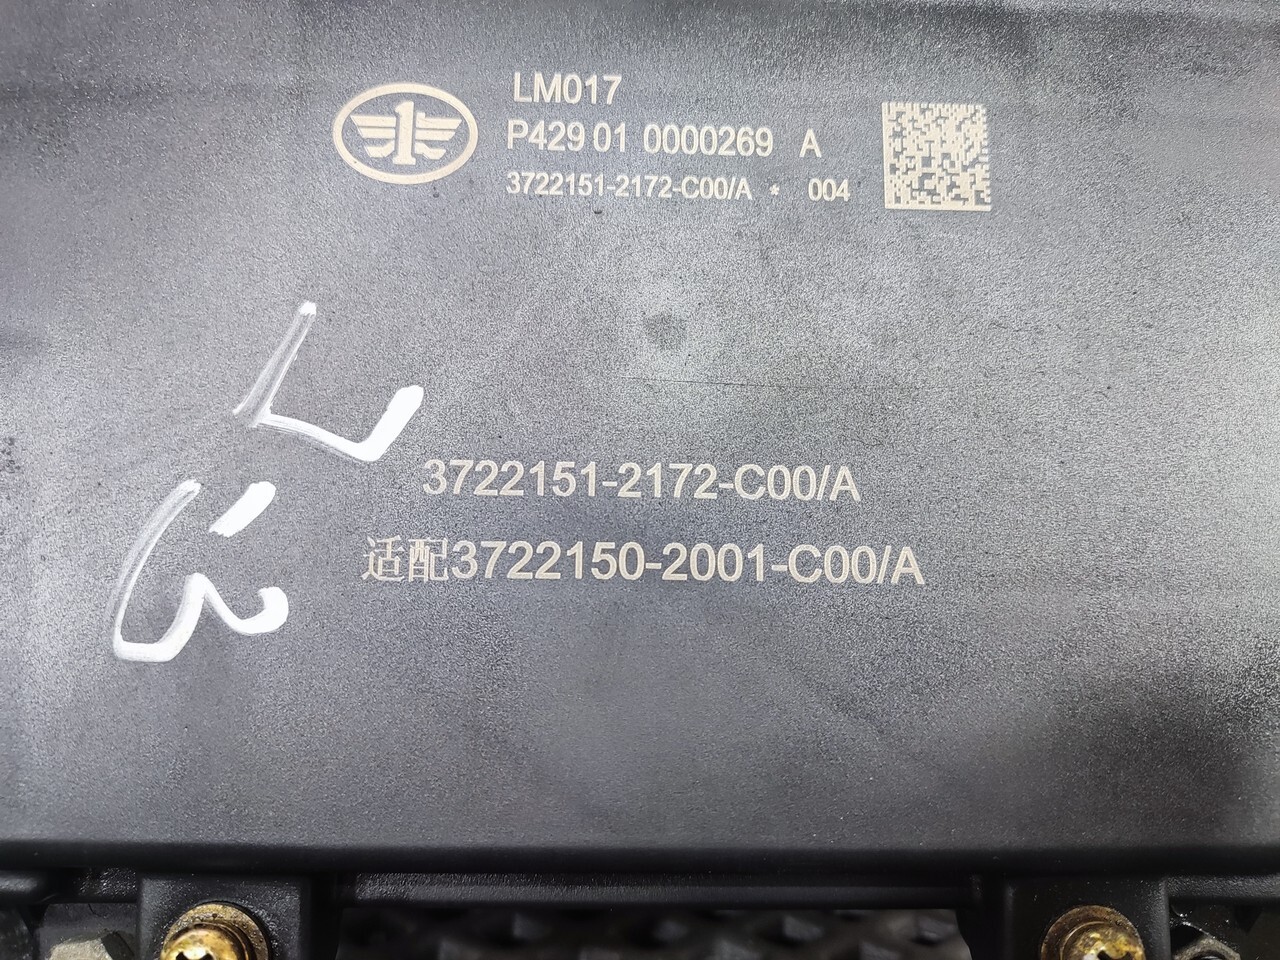 LM017
P429 01 0000269 A
3722151-2172-C00/A * 004
3722151-2172-C00/A
适配3722150-2001-C00/A